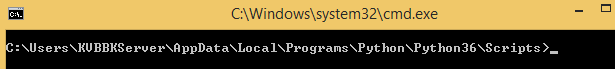 C:\Windows\system32\cmd.exe
C:\Users\KVBBKServer\AppData\Local\Programs\Python\Python36\Scripts>_